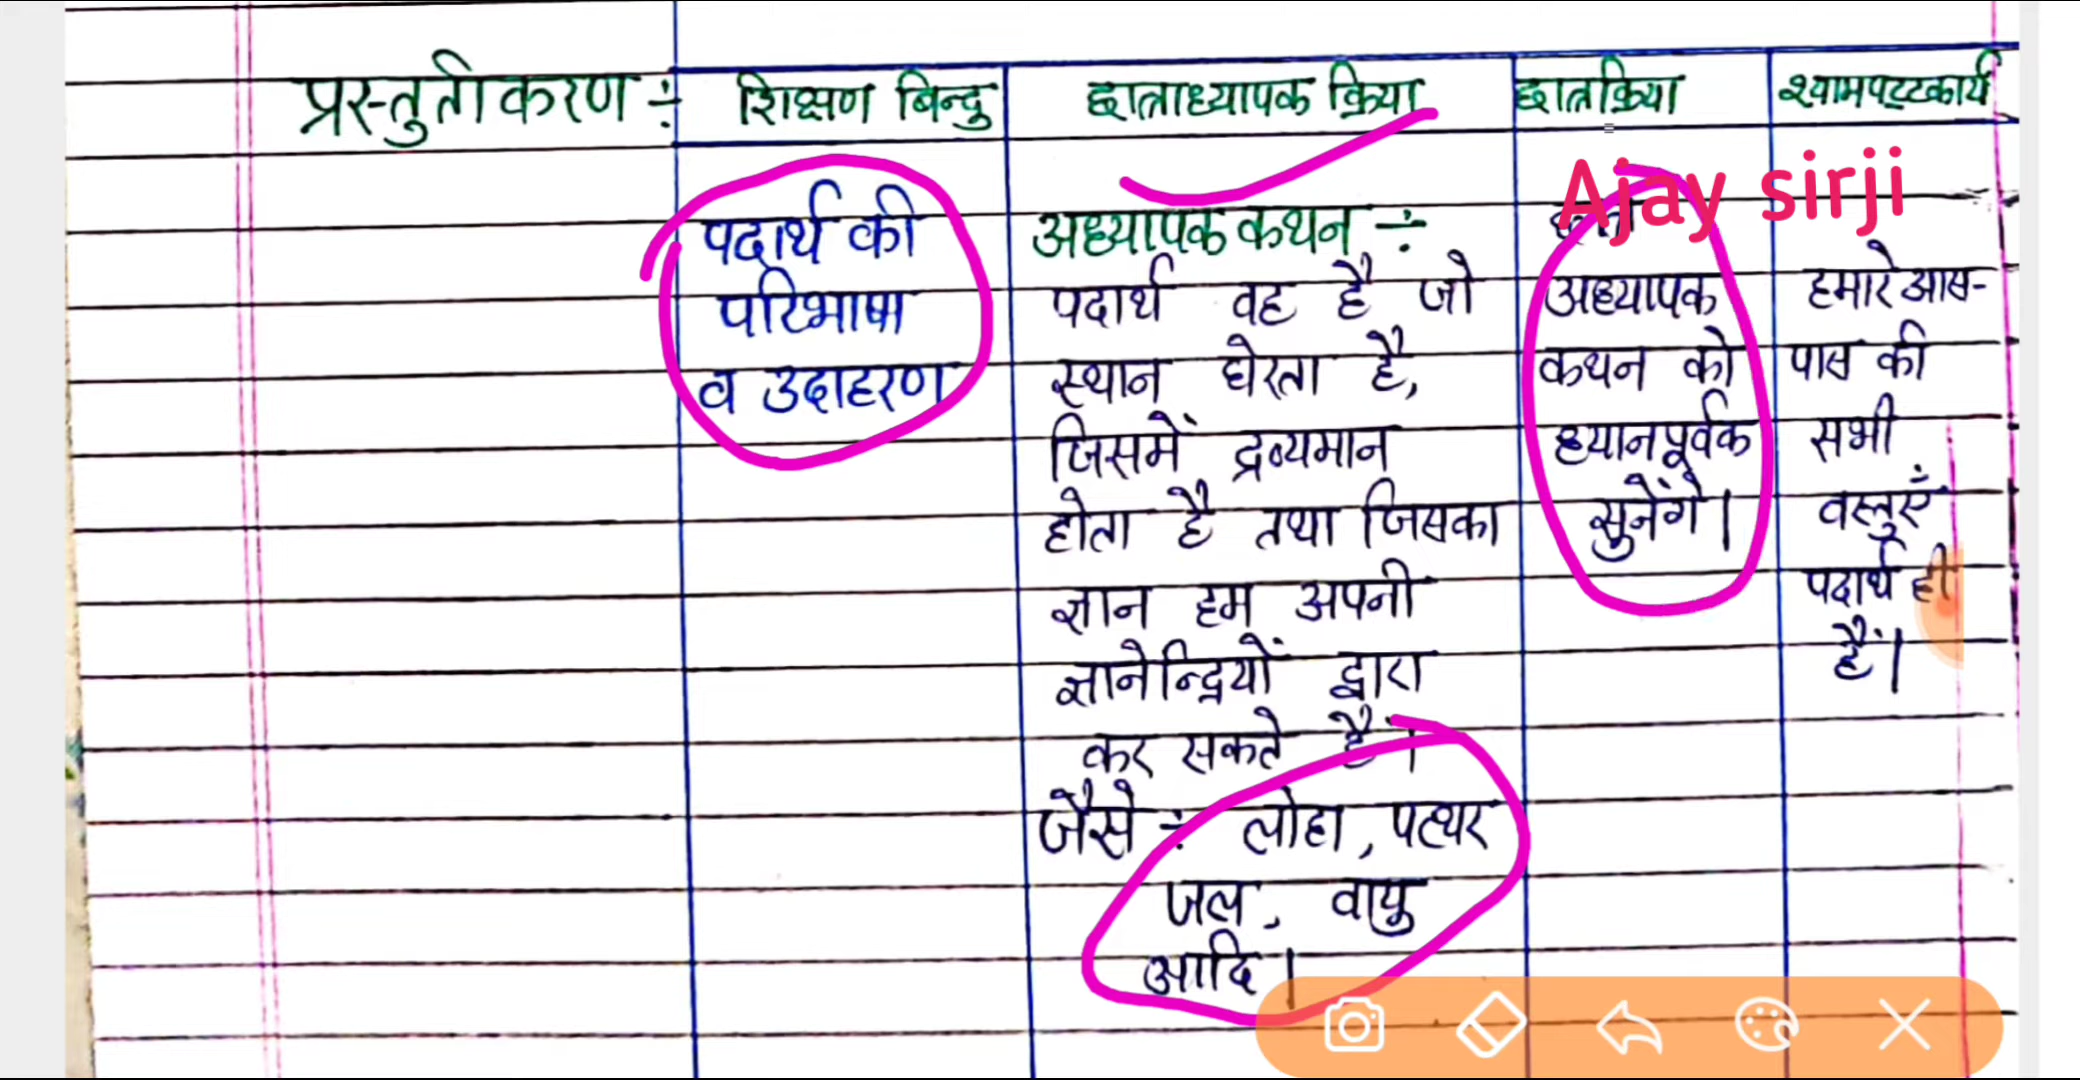 प्रस्तुतीकरण ÷
शिक्षण बिन्दु
छात्राध्यापक क्रिया
छात्रक्रिया
श्यामपट्टकार्य
पदार्थ की
परिभाषा
व उदाहरण
अध्यापक कथन ÷
पदार्थ वह है जो
स्थान घेरता है,
जिसमें द्रव्यमान
होता है तथा जिसका
ज्ञान हम अपनी
ज्ञानेन्द्रियों द्वारा
कर सकते है।
जैसे ÷ लोहा, पत्थर
जल, वायु
आदि।
Ajay sirji
अध्यापक
कथन को
ध्यानपूर्वक
सुनेंगे।
हमारे आस-
पास की
सभी
वस्तुएँ
पदार्थ ही
हैं।